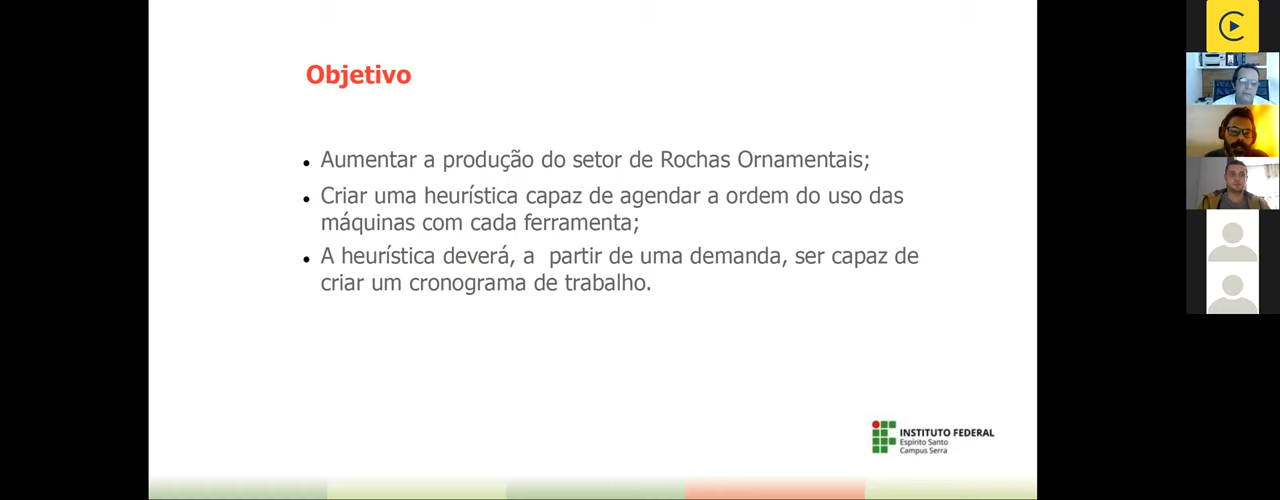 Objetivo
Aumentar a produção do setor de Rochas Ornamentais;
Criar uma heurística capaz de agendar a ordem do uso das
máquinas com cada ferramenta;
A heurística deverá, a  partir de uma demanda, ser capaz de
criar um cronograma de trabalho.
INSTITUTO FEDERAL
Espírito Santo
Campus Serra